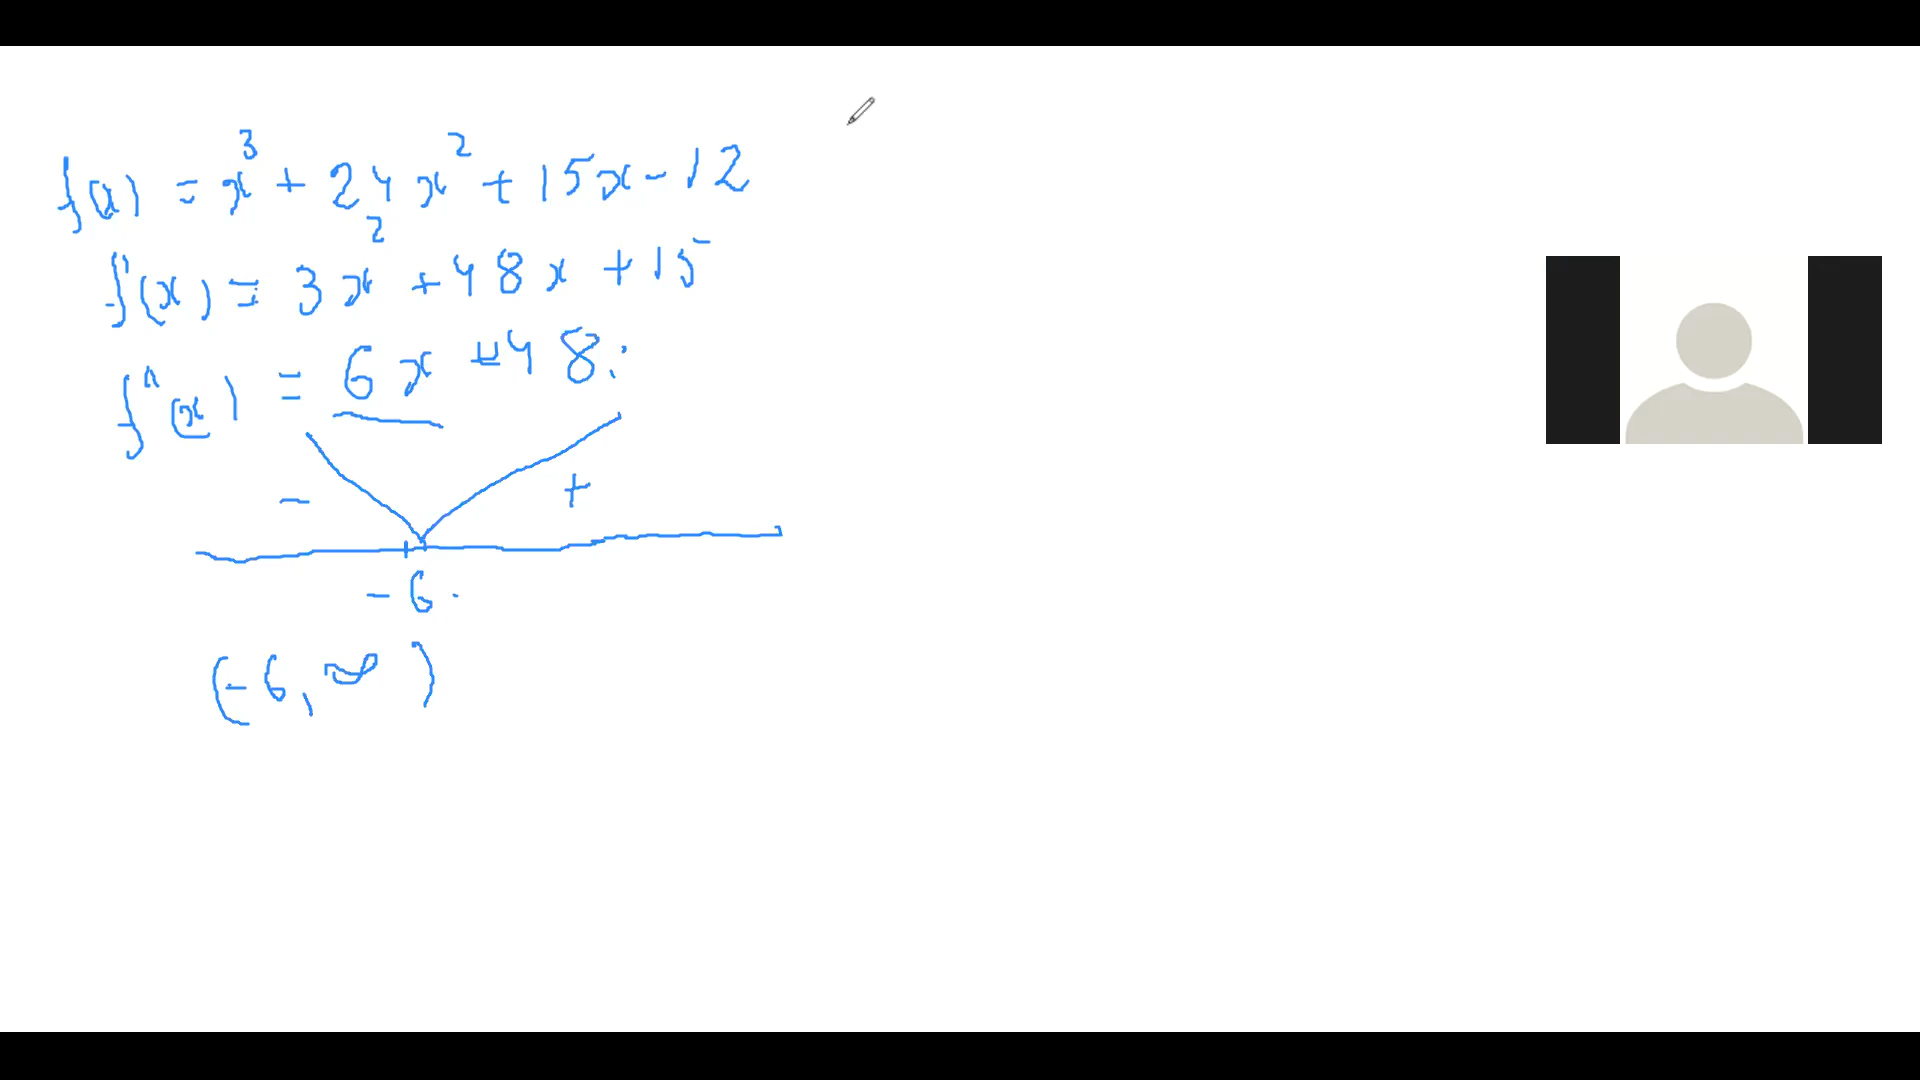 f(x) = x³ + 24x² + 15x - 12
f'(x) = 3x² + 48x + 15
f"(x) = 6x + 48
- +
-6
(-6, ∞)